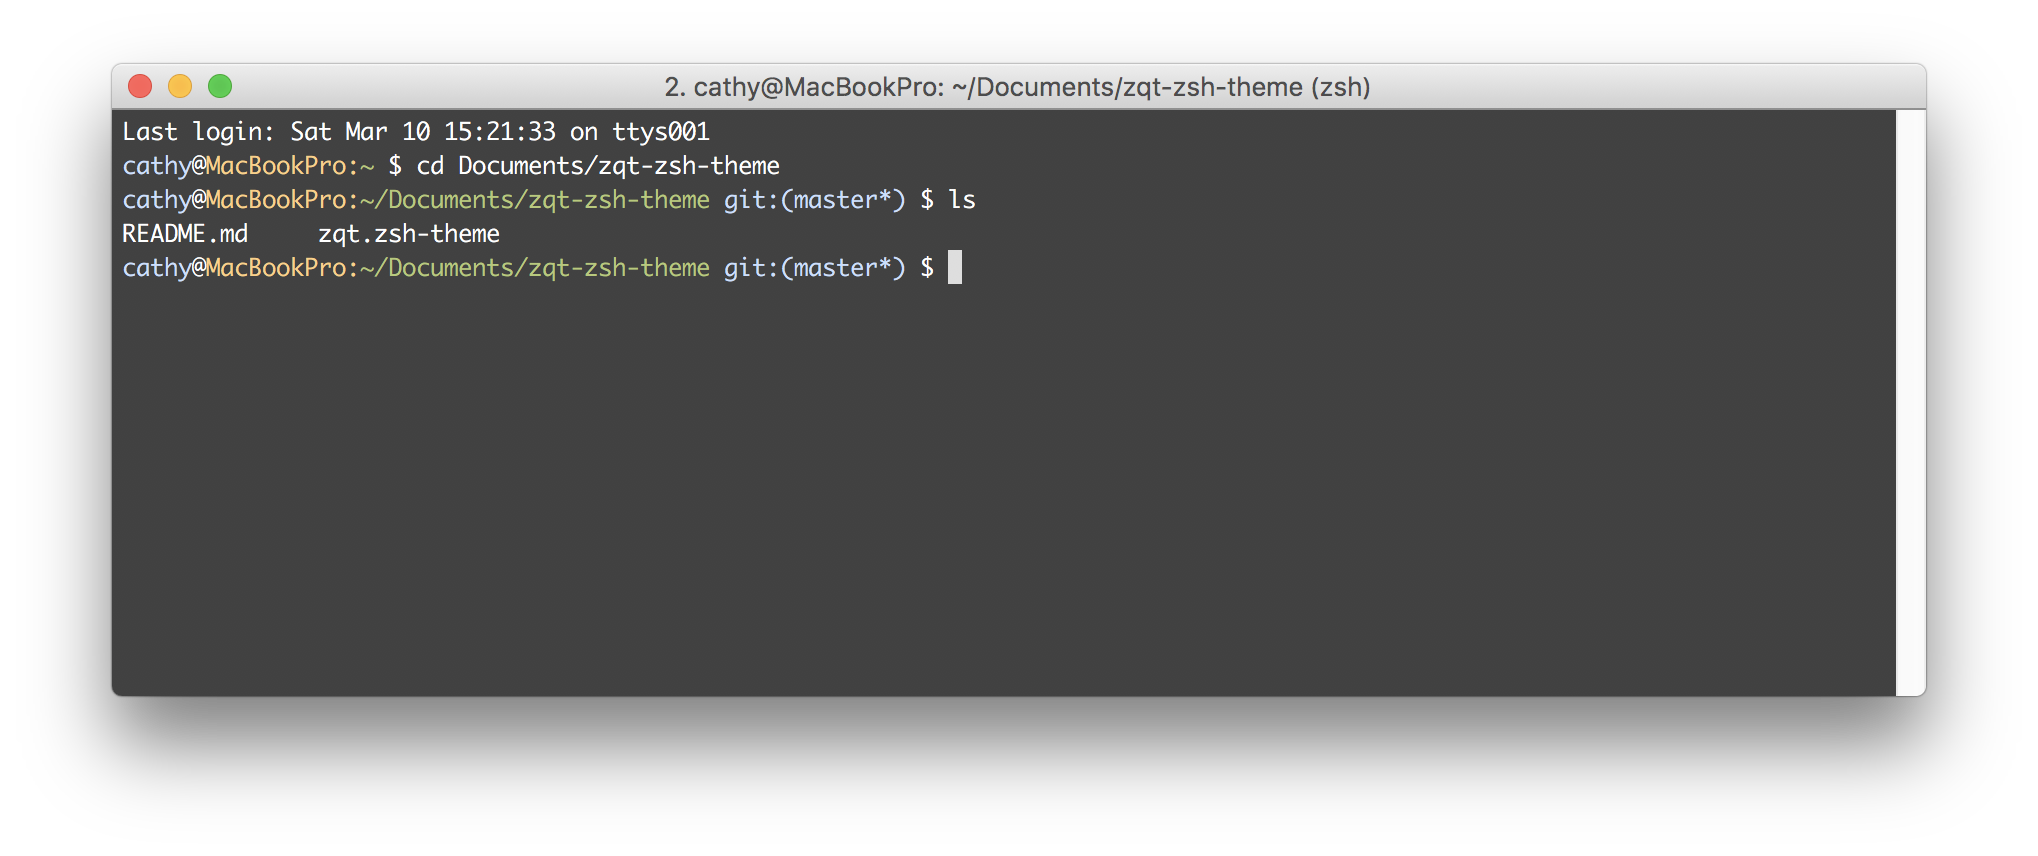 2. cathy@MacBookPro: ~/Documents/zqt-zsh-theme (zsh)
Last login: Sat Mar 10 15:21:33 on ttys001
cathy@MacBookPro:~ $ cd Documents/zqt-zsh-theme
cathy@MacBookPro:~/Documents/zqt-zsh-theme git:(master*) $ ls
README.md     zqt.zsh-theme
cathy@MacBookPro:~/Documents/zqt-zsh-theme git:(master*) $